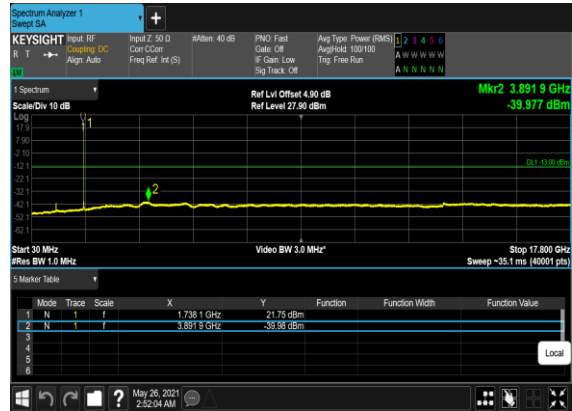 Spectrum Analyzer 1
Swept SA
+
KEYSIGHT Input: RF Input Z: 50 Ω #Atten: 40 dB PNO: Fast Avg Type: Power (RMS) 1 2 3 4 5 6
R T Coupling: DC Corr CCorr Gate: Off Avg|Hold: 100/100 A W W W W W
Align: Auto Freq Ref: Int (S) IF Gain: Low Trig: Free Run
LW Sig Track: Off A N N N N N
1 Spectrum Ref Lvl Offset 4.90 dB Mkr2 3.891 9 GHz
Scale/Div 10 dB Ref Level 27.90 dBm -39.977 dBm
Log
17.9 1
7.90
-2.10
-12.1 DL1 -13.00 dBm
-22.1
-32.1 2
-42.1
-52.1
-62.1
Start 30 MHz Video BW 3.0 MHz* Stop 17.800 GHz
#Res BW 1.0 MHz Sweep ~35.1 ms (40001 pts)
5 Marker Table
Mode Trace Scale X Y Function Function Width Function Value
1 N 1 f 1.738 1 GHz 21.75 dBm
2 N 1 f 3.891 9 GHz -39.98 dBm
3
4
5
6
Local
? May 26, 2021
2:52:04 AM